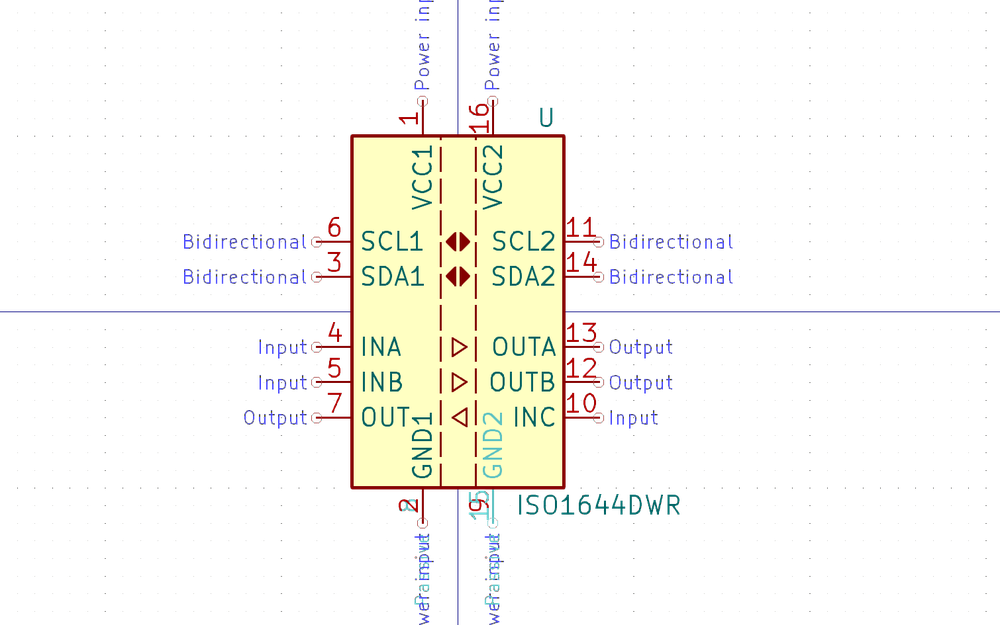 Power inp
Power inp
1
16
U
VCC1
VCC2
Bidirectional 6 SCL1 SCL2 11 Bidirectional
Bidirectional 3 SDA1 SDA2 14 Bidirectional
Input 4 INA OUTA 13 Output
Input 5 INB OUTB 12 Output
Output 7 OUT INC 10 Input
GND1
GND2
2
9
15
ISO1644DWR
wer input
wer input